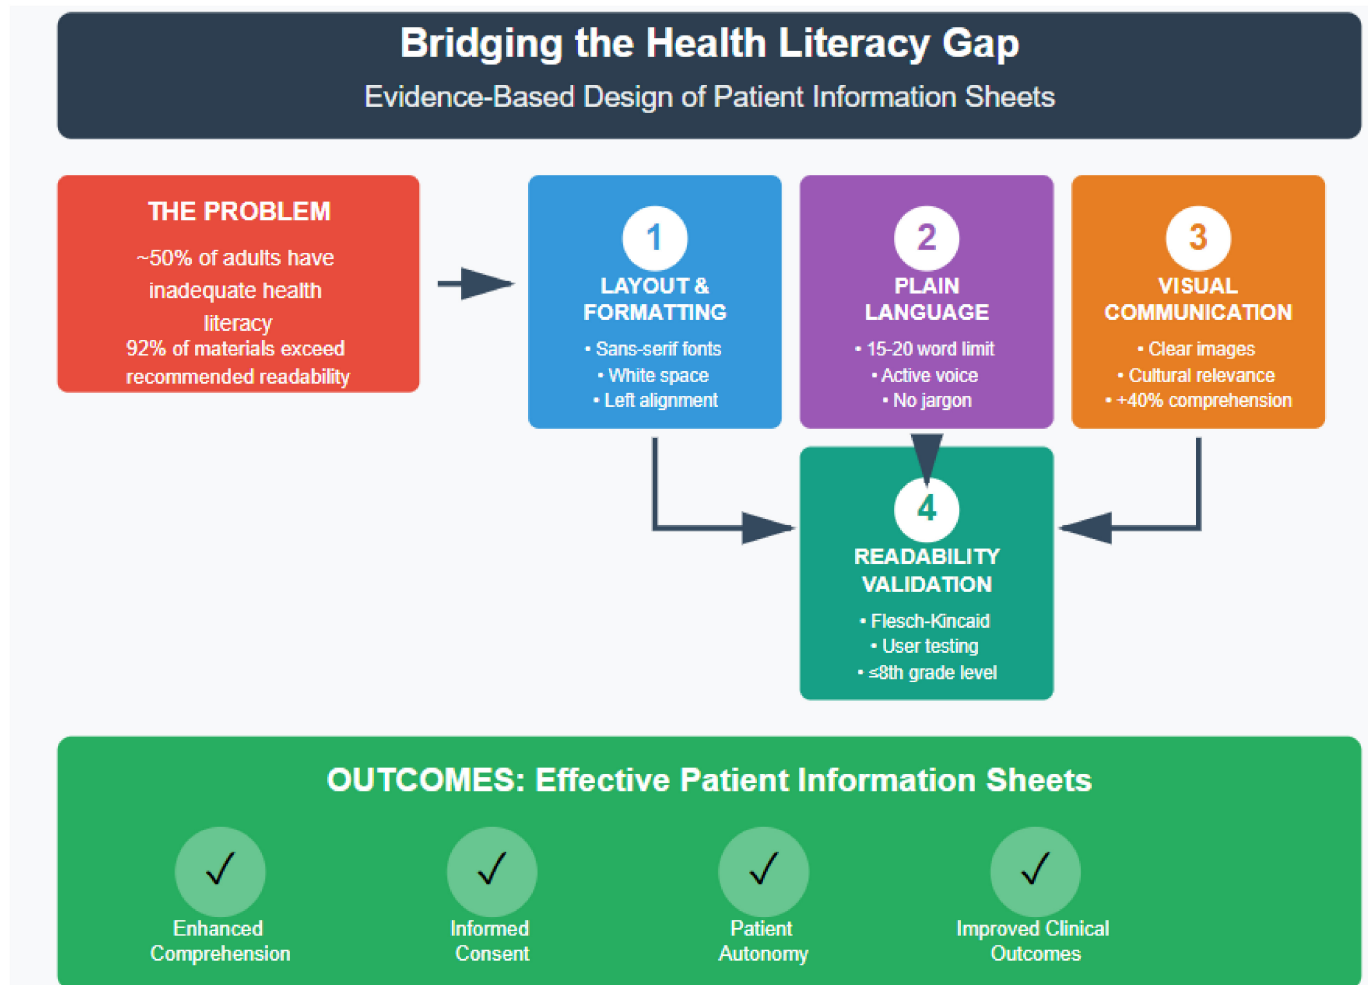 Bridging the Health Literacy Gap
Evidence-Based Design of Patient Information Sheets
THE PROBLEM
~50% of adults have
inadequate health
literacy
92% of materials exceed
recommended readability
1
LAYOUT &
FORMATTING
• Sans-serif fonts
• White space
• Left alignment
2
PLAIN
LANGUAGE
• 15-20 word limit
• Active voice
• No jargon
3
VISUAL
COMMUNICATION
• Clear images
• Cultural relevance
• +40% comprehension
4
READABILITY
VALIDATION
• Flesch-Kincaid
• User testing
• ≤8th grade level
OUTCOMES: Effective Patient Information Sheets
✓
Enhanced
Comprehension
✓
Informed
Consent
✓
Patient
Autonomy
✓
Improved Clinical
Outcomes